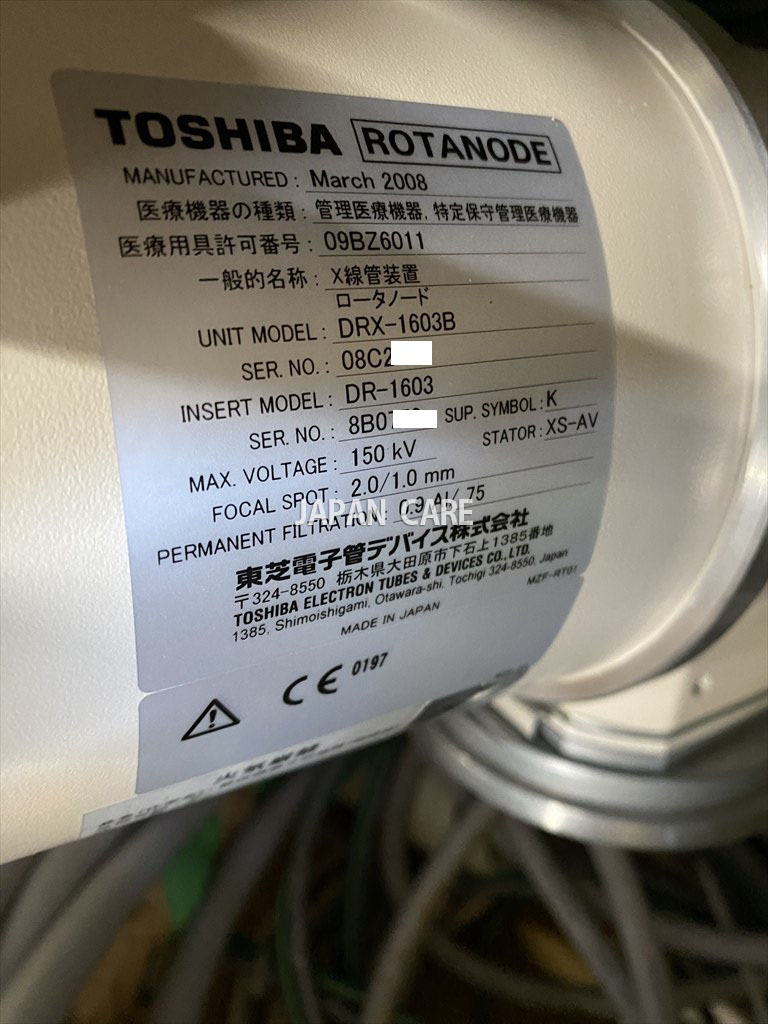 TOSHIBA ROTANODE
MANUFACTURED : March 2008
医療機器の種類 : 管理医療機器, 特定保守管理医療機器
医療用具許可番号 : 09BZ6011
一般的名称 : X線管装置
ロータノード
UNIT MODEL : DRX-1603B
SER. NO. : 08C2
INSERT MODEL : DR-1603
SER. NO. : 8B07 SUP. SYMBOL : K
MAX. VOLTAGE : 150 kV STATOR : XS-AV
FOCAL SPOT : 2.0/1.0 mm
JAPAN CARE
PERMANENT FILTRATION 0.9 Al/ 75
東芝電子管デバイス株式会社
〒324-8550 栃木県大田原市下石上1385番地
TOSHIBA ELECTRON TUBES & DEVICES CO., LTD.
1385, Shimoishigami, Otawara-shi, Tochigi 324-8550, Japan
MADE IN JAPAN MZF-RT01
CE 0197